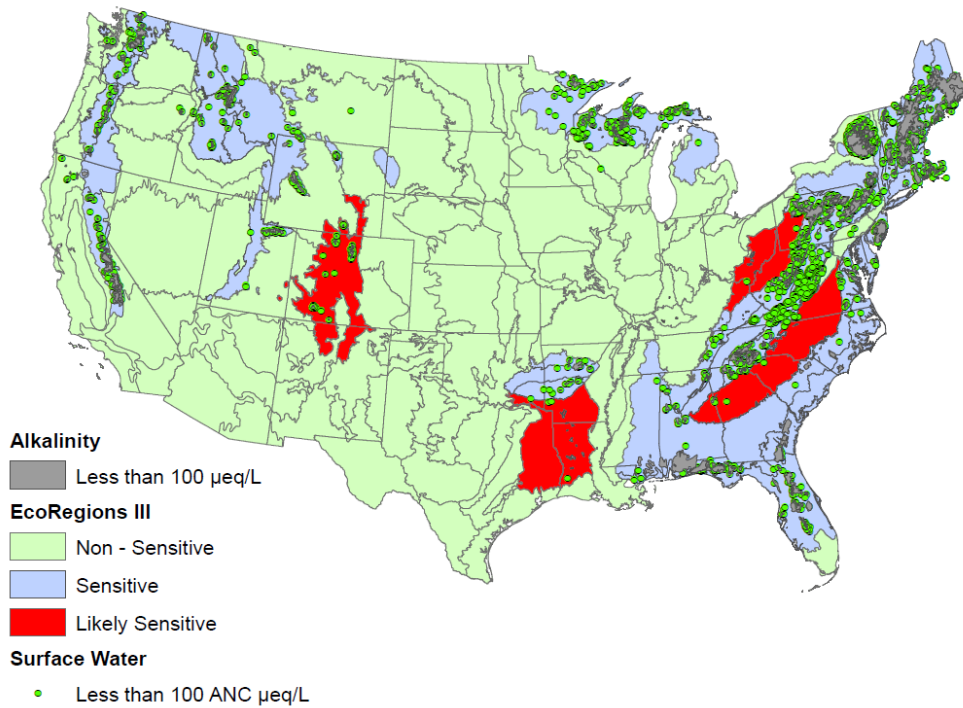 Alkalinity
Less than 100 µeq/L
EcoRegions III
Non - Sensitive
Sensitive
Likely Sensitive
Surface Water
Less than 100 ANC µeq/L